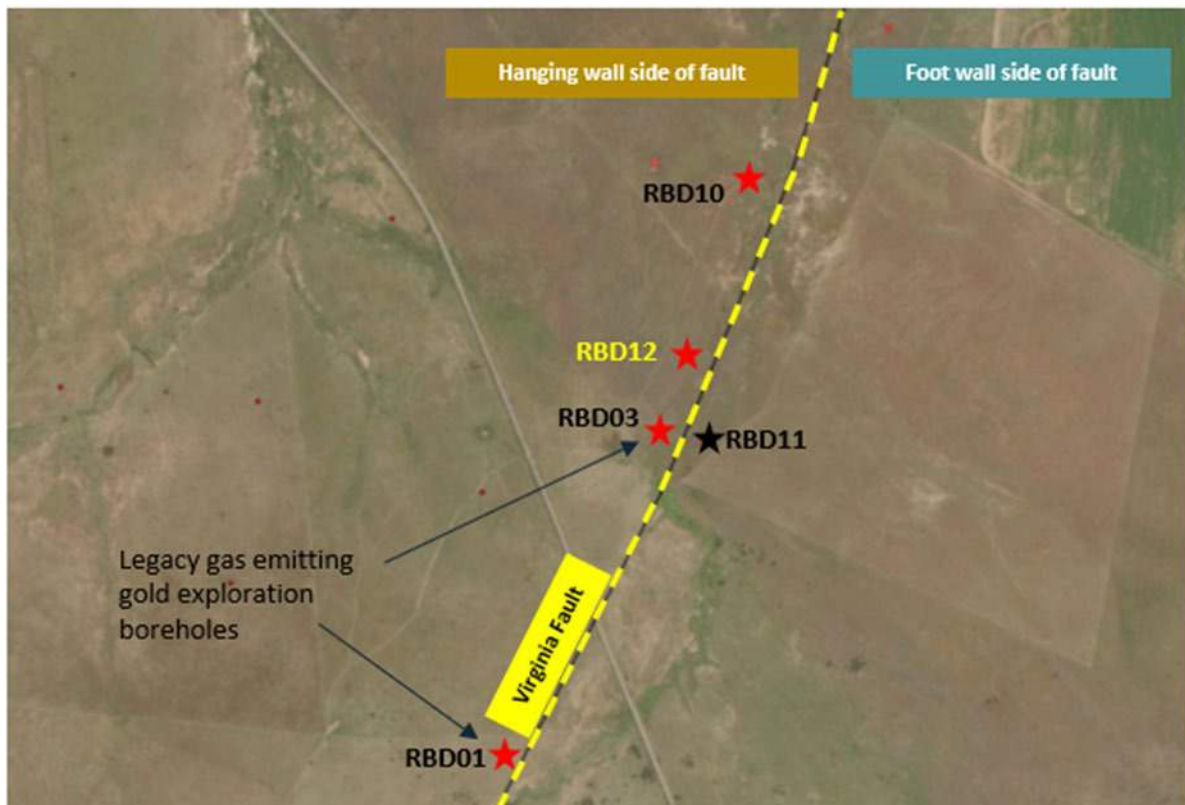 Hanging wall side of fault
Foot wall side of fault
RBD10
RBD12
RBD03
RBD11
Legacy gas emitting
gold exploration
boreholes
Virginia Fault
RBD01